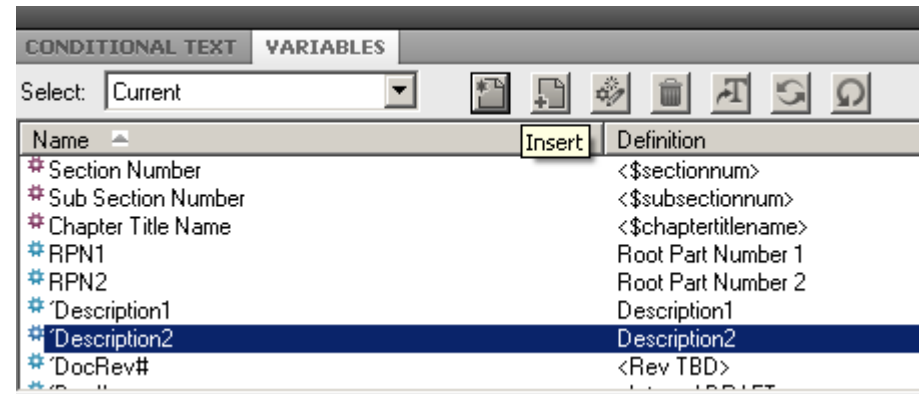 CONDITIONAL TEXT VARIABLES
Select: Current
Name Insert Definition
Section Number <$sectionnum>
Sub Section Number <$subsectionnum>
Chapter Title Name <$chaptertitlename>
RPN1 Root Part Number 1
RPN2 Root Part Number 2
´Description1 Description1
´Description2 Description2
´DocRev# <Rev TBD>